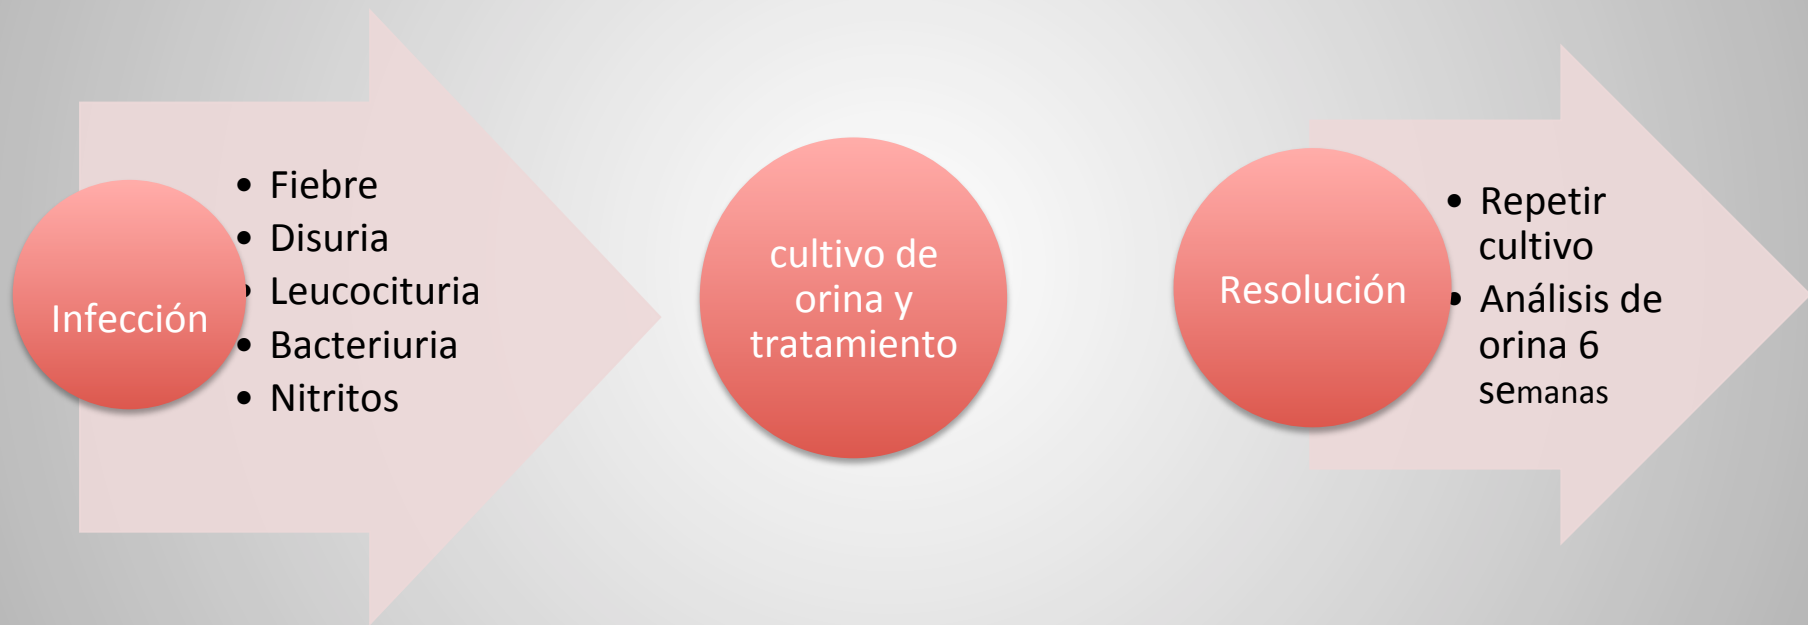 Infección
• Fiebre
• Disuria
• Leucocituria
• Bacteriuria
• Nitritos
cultivo de
orina y
tratamiento
Resolución
• Repetir
cultivo
• Análisis de
orina 6
semanas